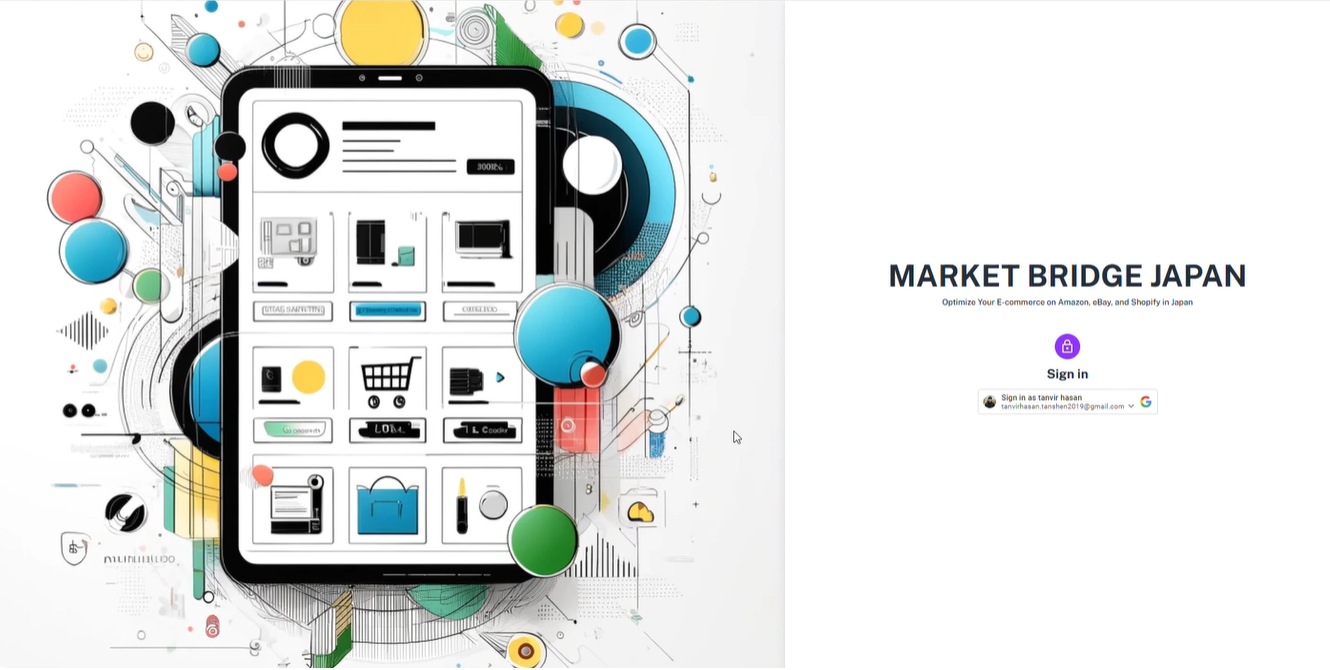 MARKET BRIDGE JAPAN
Optimize Your E-commerce on Amazon, eBay, and Shopify in Japan
Sign in
Sign in as tanvir hasan
tanvirhasan.tanshen2019@gmail.com